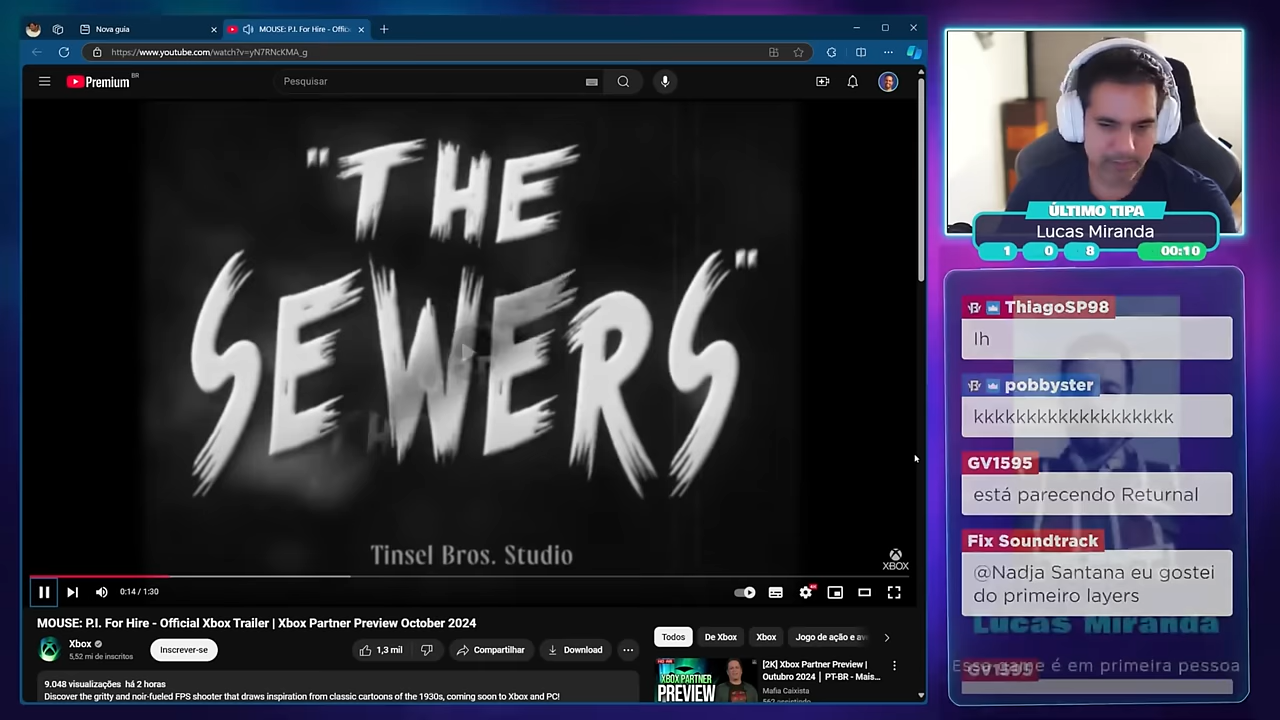 Nova guia
MOUSE: P.I. For Hire - Offic
https://www.youtube.com/watch?v=yN7RNcKMA_g
Premium BR
Pesquisar
"THE
SEWERS"
Tinsel Bros. Studio
XBOX
0:14 / 1:30
MOUSE: P.I. For Hire - Official Xbox Trailer | Xbox Partner Preview October 2024
Xbox
5,52 mi de inscritos
Inscrever-se
1,3 mil
Compartilhar
Download
9.048 visualizações há 2 horas
Discover the gritty and noir-fueled FPS shooter that draws inspiration from classic cartoons of the 1930s, coming soon to Xbox and PC!
Todos
De Xbox
Xbox
Jogo de ação e av
XBOX
PARTNER
PREVIEW
[2K] Xbox Partner Preview |
Outubro 2024 | PT-BR - Mais...
Mafia Caixista
ÚLTIMO TIPA
Lucas Miranda
1 0 8 00:10
ThiagoSP98
Ih
pobbyster
kkkkkkkkkkkkkkkkkkk
GV1595
está parecendo Returnal
Fix Soundtrack
@Nadja Santana eu gostei
do primeiro layers
Lucas Miranda
Esse game é em primeira pessoa
GV1595